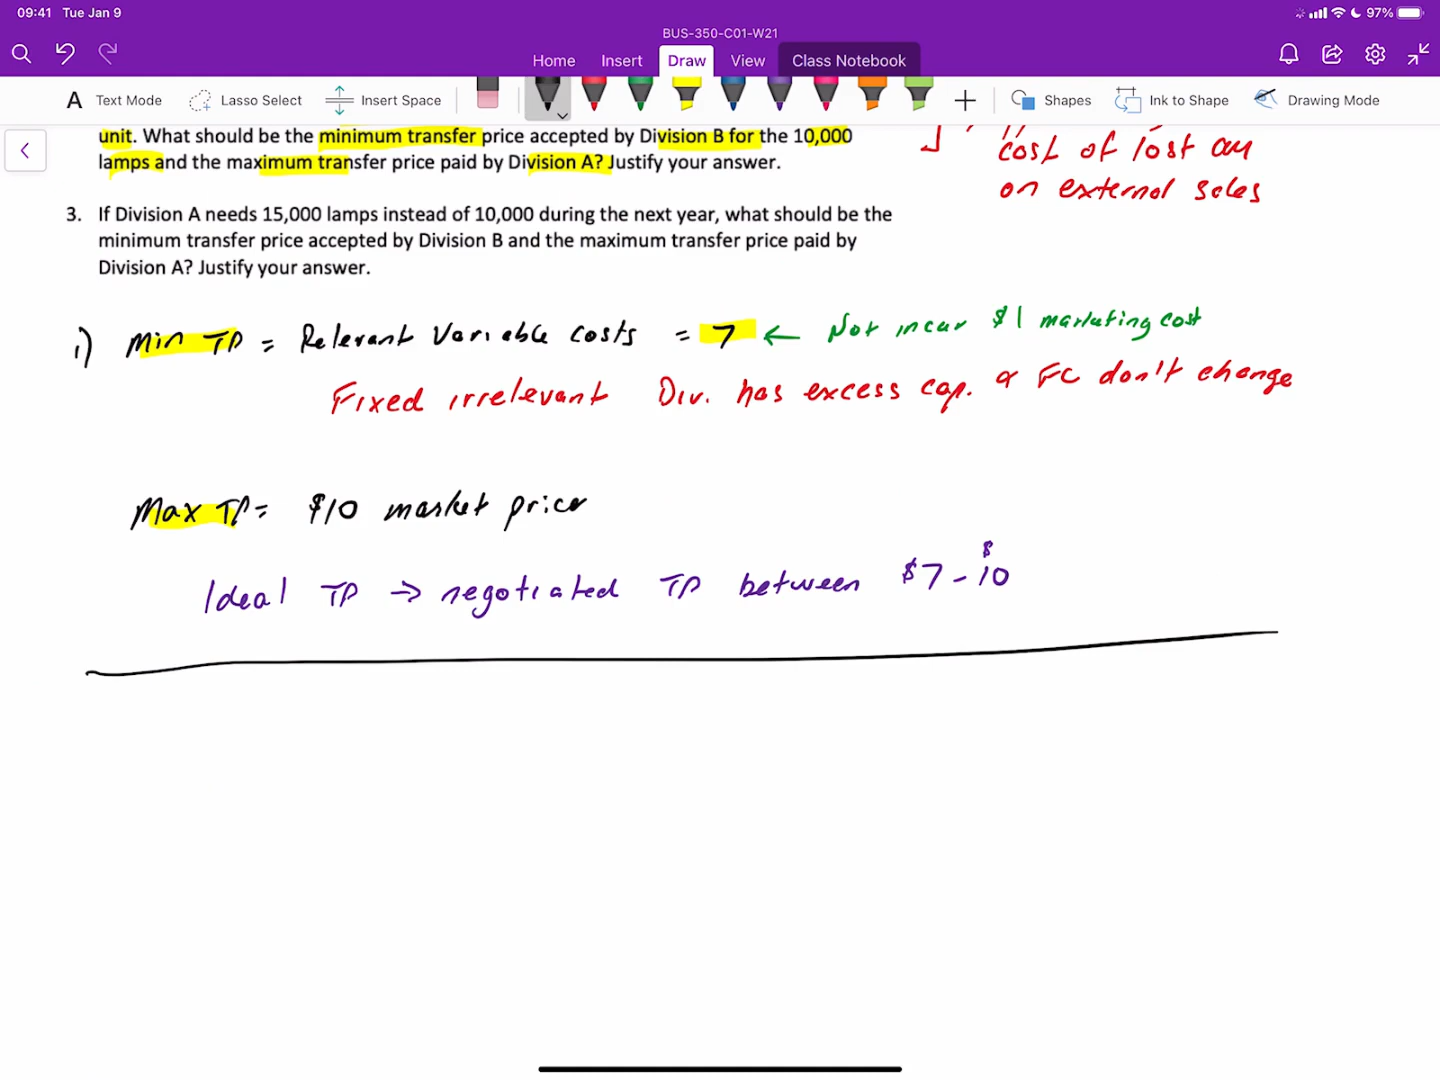 09:41 Tue Jan 9
97%
BUS-350-C01-W21
Home Insert Draw View Class Notebook
A Text Mode Lasso Select Insert Space Shapes Ink to Shape Drawing Mode
unit. What should be the minimum transfer price accepted by Division B for the 10,000
lamps and the maximum transfer price paid by Division A? Justify your answer.
cost of lost CM
on external sales
3. If Division A needs 15,000 lamps instead of 10,000 during the next year, what should be the
minimum transfer price accepted by Division B and the maximum transfer price paid by
Division A? Justify your answer.
1) Min TP = Relevant Variable costs = 7 ← Not incur $1 marketing cost
Fixed irrelevant Div. has excess cap. & FC don't change
Max TP = $10 market price
Ideal TP → negotiated TP between $7 - $10